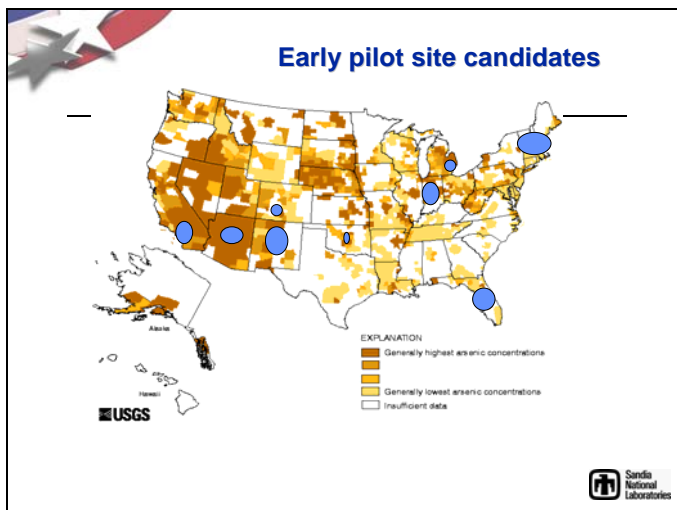 Early pilot site candidates
Alaska
Hawaii
EXPLANATION
Generally highest arsenic concentrations
Generally lowest arsenic concentrations
Insufficient data
USGS
Sandia
National
Laboratories